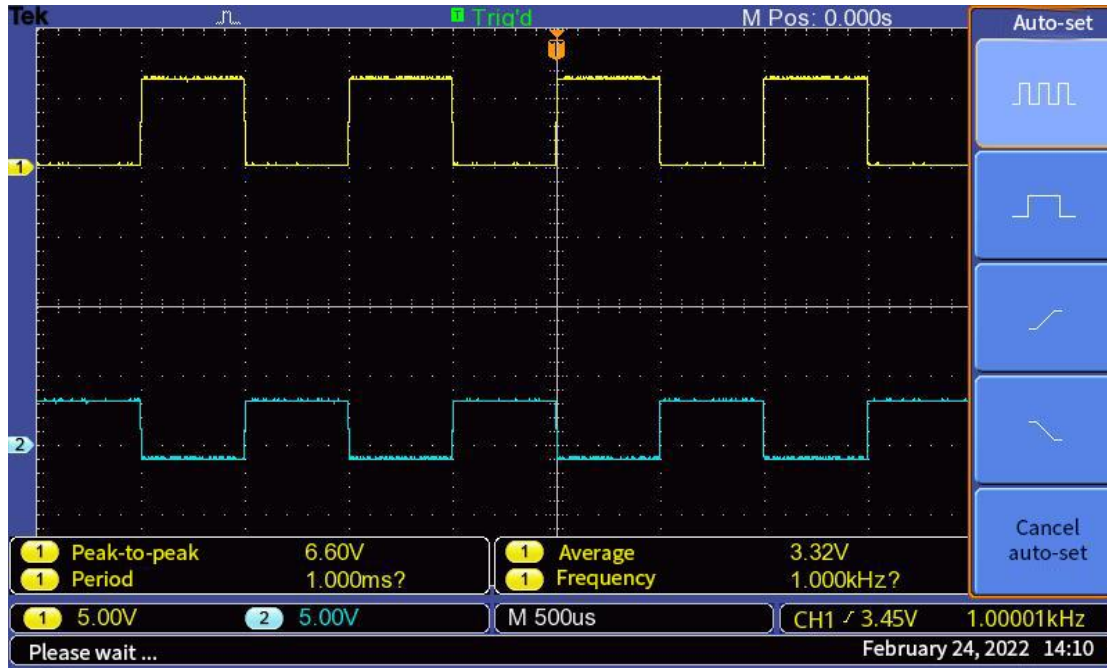 Tek T Trig'd M Pos: 0.000s
Auto-set
T
1
2
Cancel
auto-set
1 Peak-to-peak 6.60V 1 Average 3.32V
1 Period 1.000ms? 1 Frequency 1.000kHz?
1 5.00V 2 5.00V M 500us CH1 3.45V 1.00001kHz
Please wait ... February 24, 2022 14:10